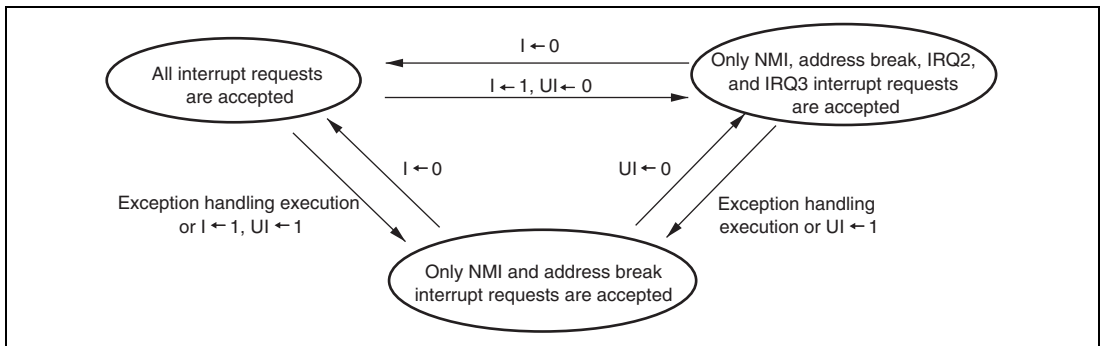 I ← 0
All interrupt requests
are accepted
Only NMI, address break, IRQ2,
and IRQ3 interrupt requests
are accepted
I ← 1, UI ← 0
I ← 0
UI ← 0
Exception handling execution
or I ← 1, UI ← 1
Exception handling
execution or UI ← 1
Only NMI and address break
interrupt requests are accepted